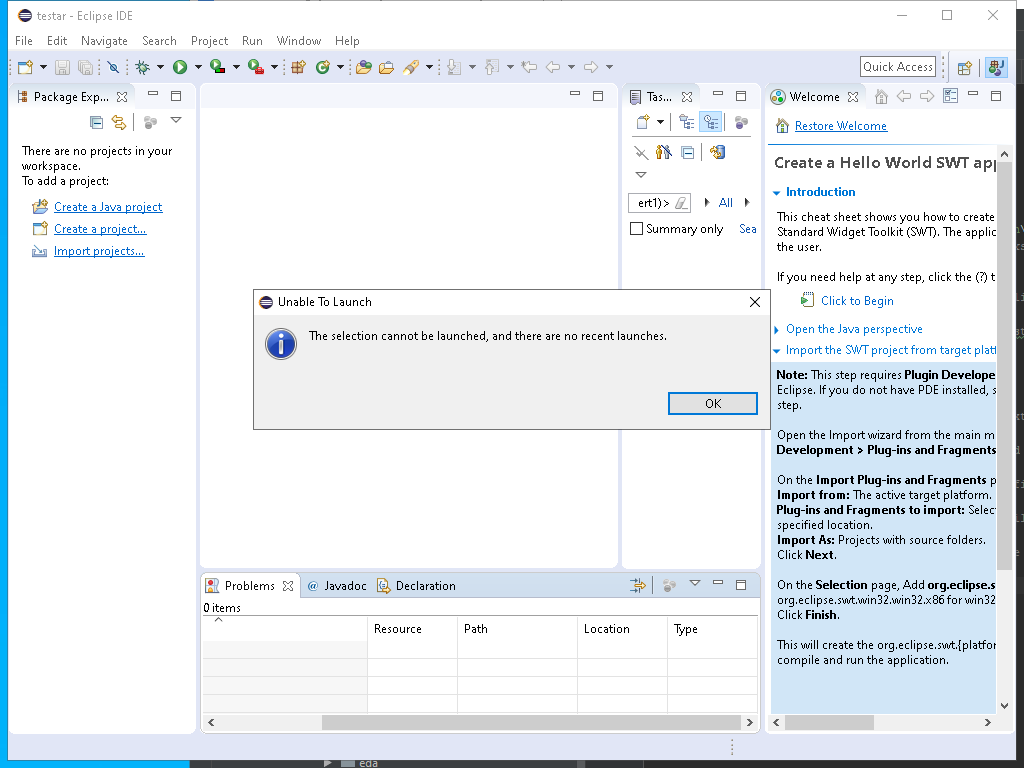 testar - Eclipse IDE
File Edit Navigate Search Project Run Window Help
Quick Access
Package Exp...
There are no projects in your
workspace.
To add a project:
Create a Java project
Create a project...
Import projects...
Tas...
ert1)>
All
Summary only
Sea
Welcome
Restore Welcome
Create a Hello World SWT app
Introduction
This cheat sheet shows you how to create
Standard Widget Toolkit (SWT). The applic
the user.
If you need help at any step, click the (?) t
Click to Begin
Open the Java perspective
Import the SWT project from target platf
Note: This step requires Plugin Develope
Eclipse. If you do not have PDE installed, s
step.
Open the Import wizard from the main m
Development > Plug-ins and Fragments
On the Import Plug-ins and Fragments p
Import from: The active target platform.
Plug-ins and Fragments to import: Selec
specified location.
Import As: Projects with source folders.
Click Next.
On the Selection page, Add org.eclipse.s
org.eclipse.swt.win32.win32.x86 for win32
Click Finish.
This will create the org.eclipse.swt.{platfor
compile and run the application.
Unable To Launch
The selection cannot be launched, and there are no recent launches.
OK
Problems
@ Javadoc
Declaration
0 items
Resource Path Location Type
eda